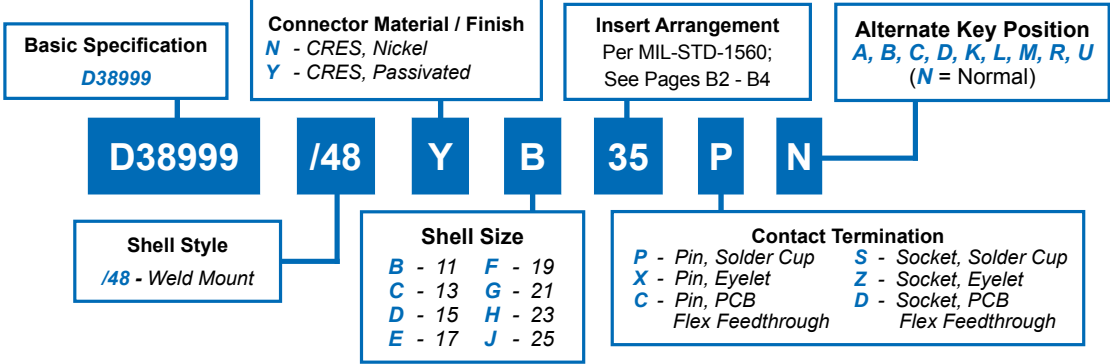 Basic Specification
D38999
Connector Material / Finish
N - CRES, Nickel
Y - CRES, Passivated
Insert Arrangement
Per MIL-STD-1560;
See Pages B2 - B4
Alternate Key Position
A, B, C, D, K, L, M, R, U
(N = Normal)
D38999 /48 Y B 35 P N
Shell Style
/48 - Weld Mount
Shell Size
B - 11 F - 19
C - 13 G - 21
D - 15 H - 23
E - 17 J - 25
Contact Termination
P - Pin, Solder Cup S - Socket, Solder Cup
X - Pin, Eyelet Z - Socket, Eyelet
C - Pin, PCB D - Socket, PCB
Flex Feedthrough Flex Feedthrough